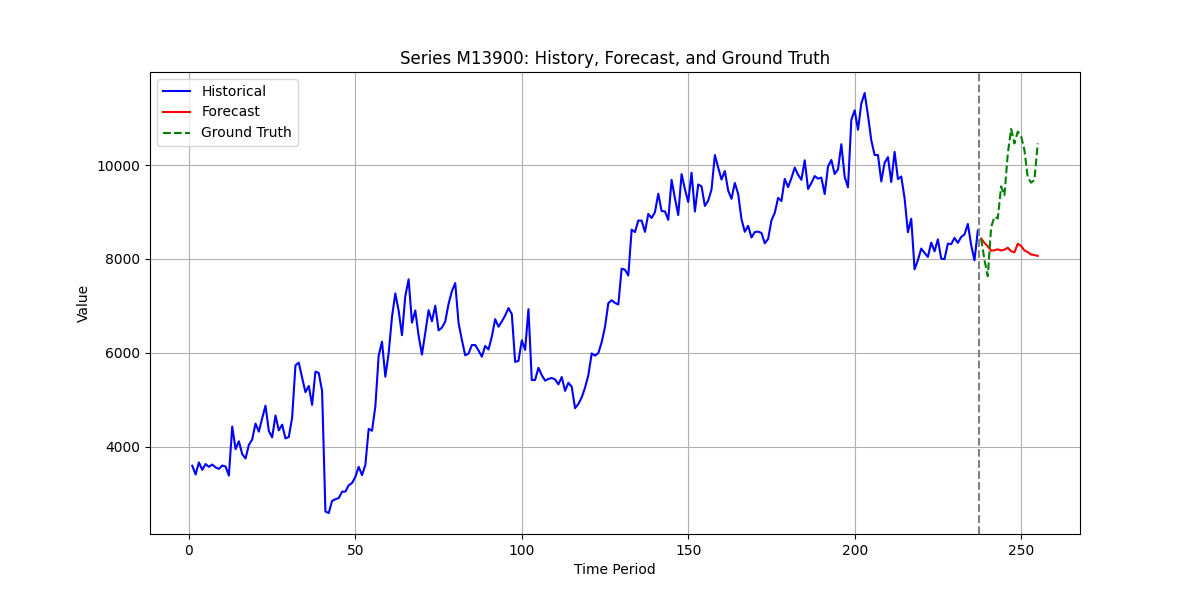 Series M13900: History, Forecast, and Ground Truth
Historical
Forecast
Ground Truth
10000
8000
6000
4000
Value
0 50 100 150 200 250
Time Period